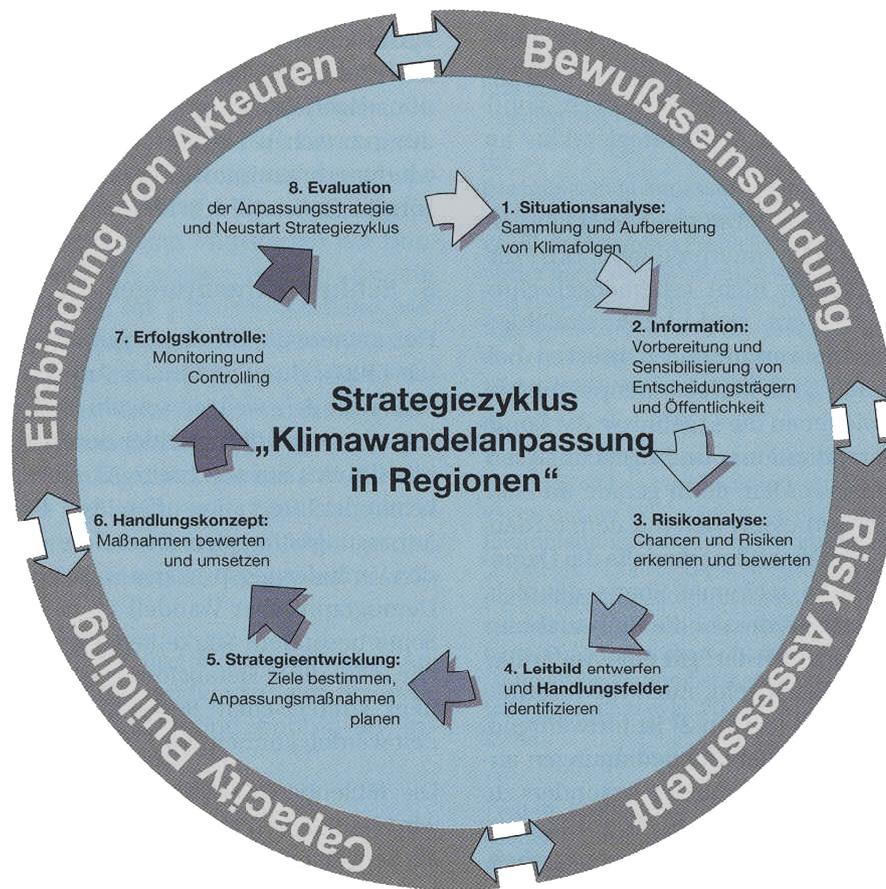 Einbindung von Akteuren
Bewußtseinsbildung
Risk Assessment
Capacity Building
Strategiezyklus
„Klimawandelanpassung
in Regionen“
1. Situationsanalyse:
Sammlung und Aufbereitung
von Klimafolgen
2. Information:
Vorbereitung und
Sensibilisierung von
Entscheidungsträgern
und Öffentlichkeit
3. Risikoanalyse:
Chancen und Risiken
erkennen und bewerten
4. Leitbild entwerfen
und Handlungsfelder
identifizieren
5. Strategieentwicklung:
Ziele bestimmen,
Anpassungsmaßnahmen
planen
6. Handlungskonzept:
Maßnahmen bewerten
und umsetzen
7. Erfolgskontrolle:
Monitoring und
Controlling
8. Evaluation
der Anpassungsstrategie
und Neustart Strategiezyklus